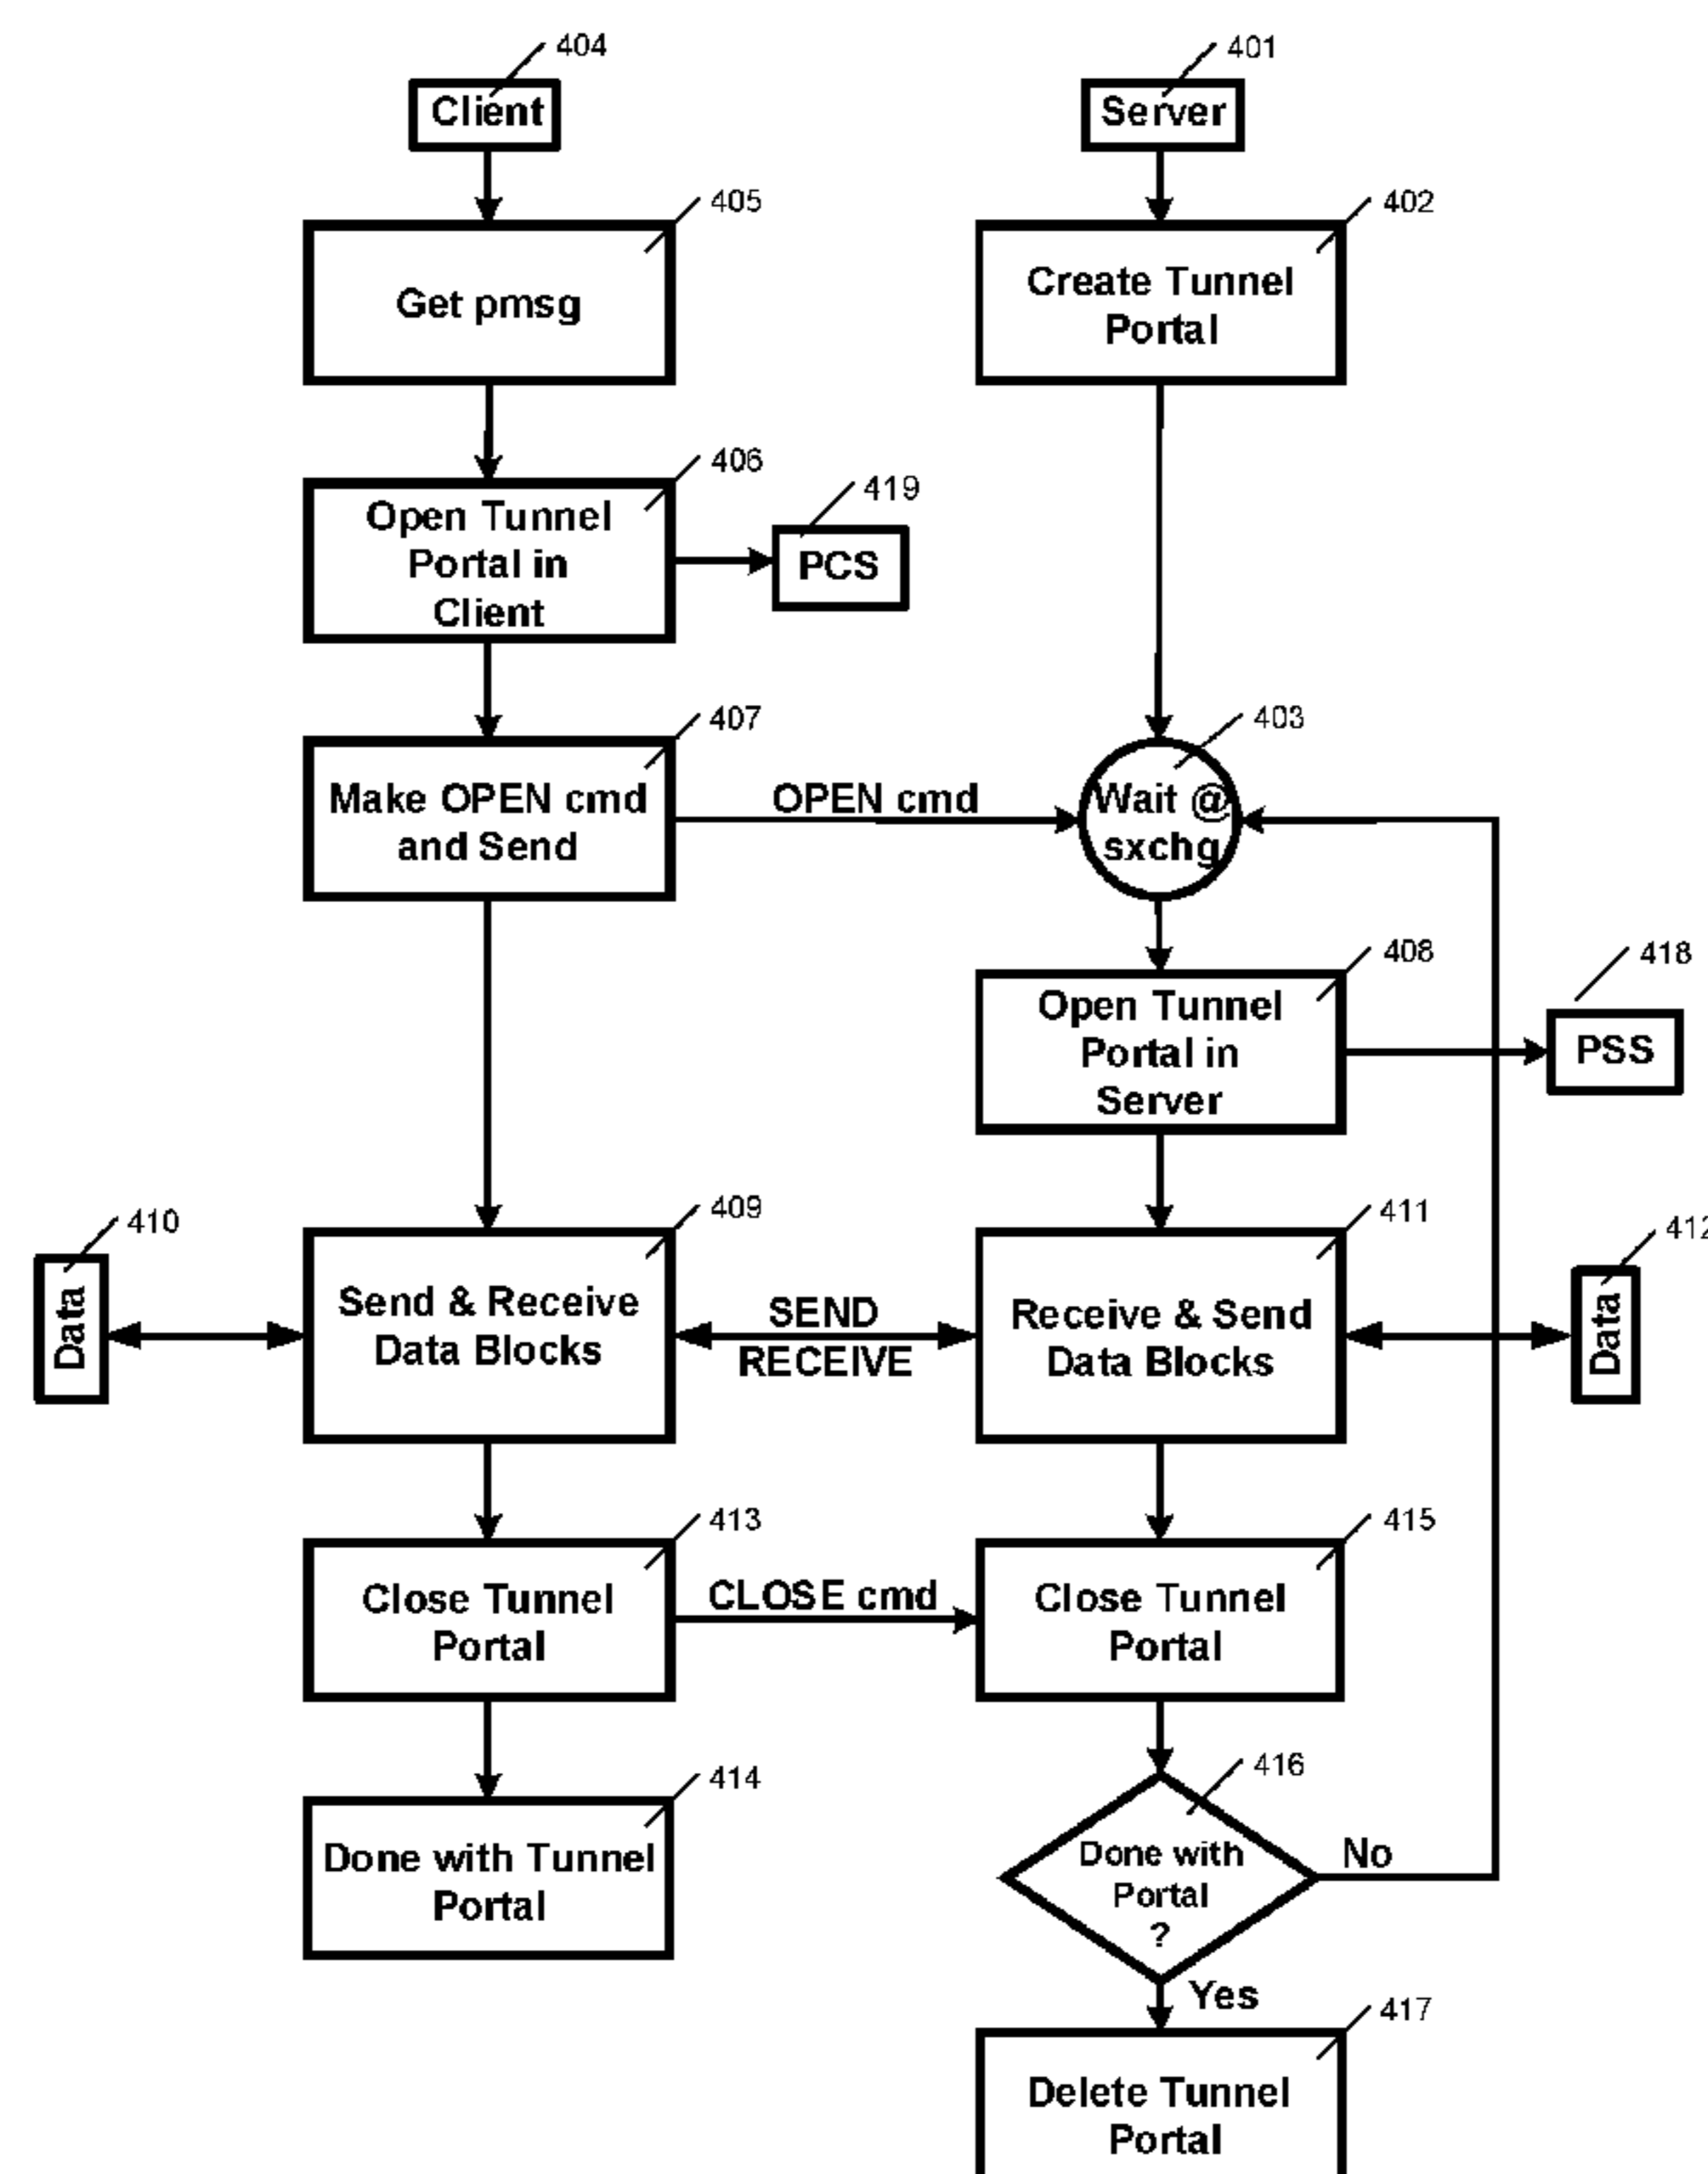 404
401
Client
Server
405
402
Get pmsg
Create Tunnel
Portal
406
419
Open Tunnel
Portal in
Client
PCS
407
403
Make OPEN cmd
and Send
OPEN cmd
Wait @
sxchg
408
418
Open Tunnel
Portal in
Server
PSS
410
409
411
412
Data
Send & Receive
Data Blocks
SEND
RECEIVE
Receive & Send
Data Blocks
Data
413
415
Close Tunnel
Portal
CLOSE cmd
Close Tunnel
Portal
414
416
Done with Tunnel
Portal
Done with
Portal
?
No
Yes
417
Delete Tunnel
Portal